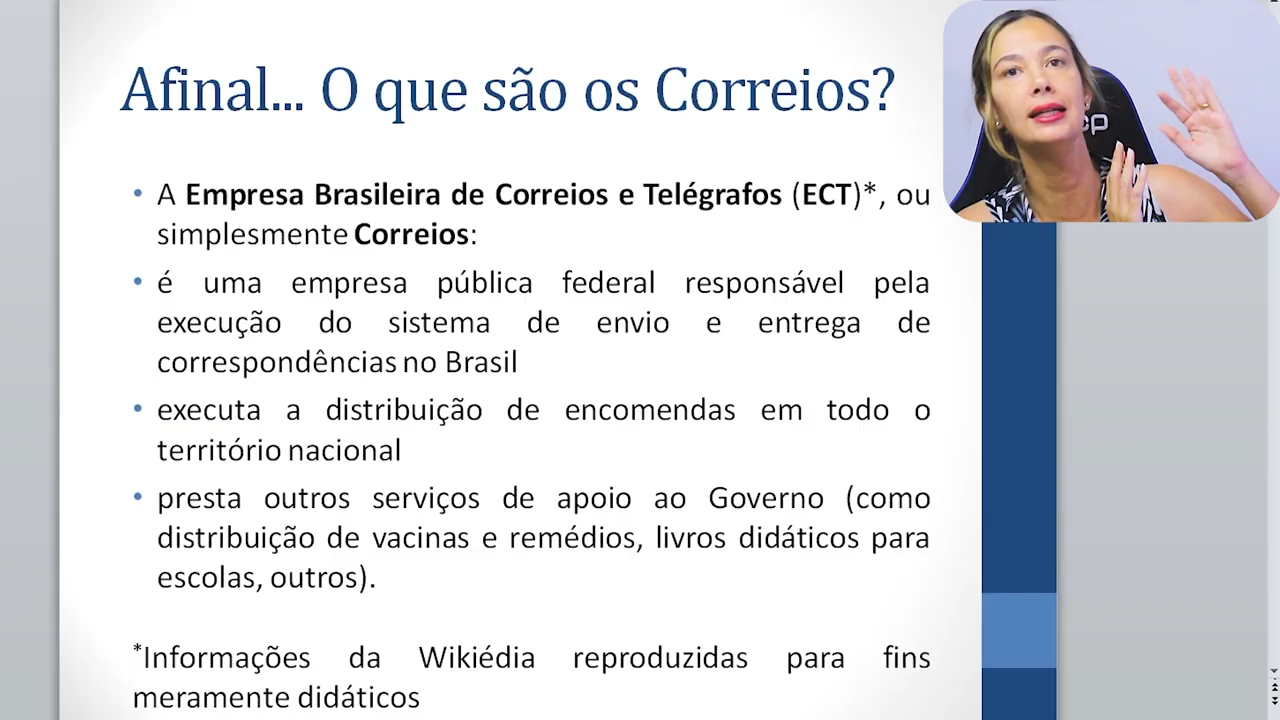 Afinal... O que são os Correios?
• A Empresa Brasileira de Correios e Telégrafos (ECT)*, ou
simplesmente Correios:
• é uma empresa pública federal responsável pela
execução do sistema de envio e entrega de
correspondências no Brasil
• executa a distribuição de encomendas em todo o
território nacional
• presta outros serviços de apoio ao Governo (como
distribuição de vacinas e remédios, livros didáticos para
escolas, outros).
*Informações da Wikiédia reproduzidas para fins
meramente didáticos